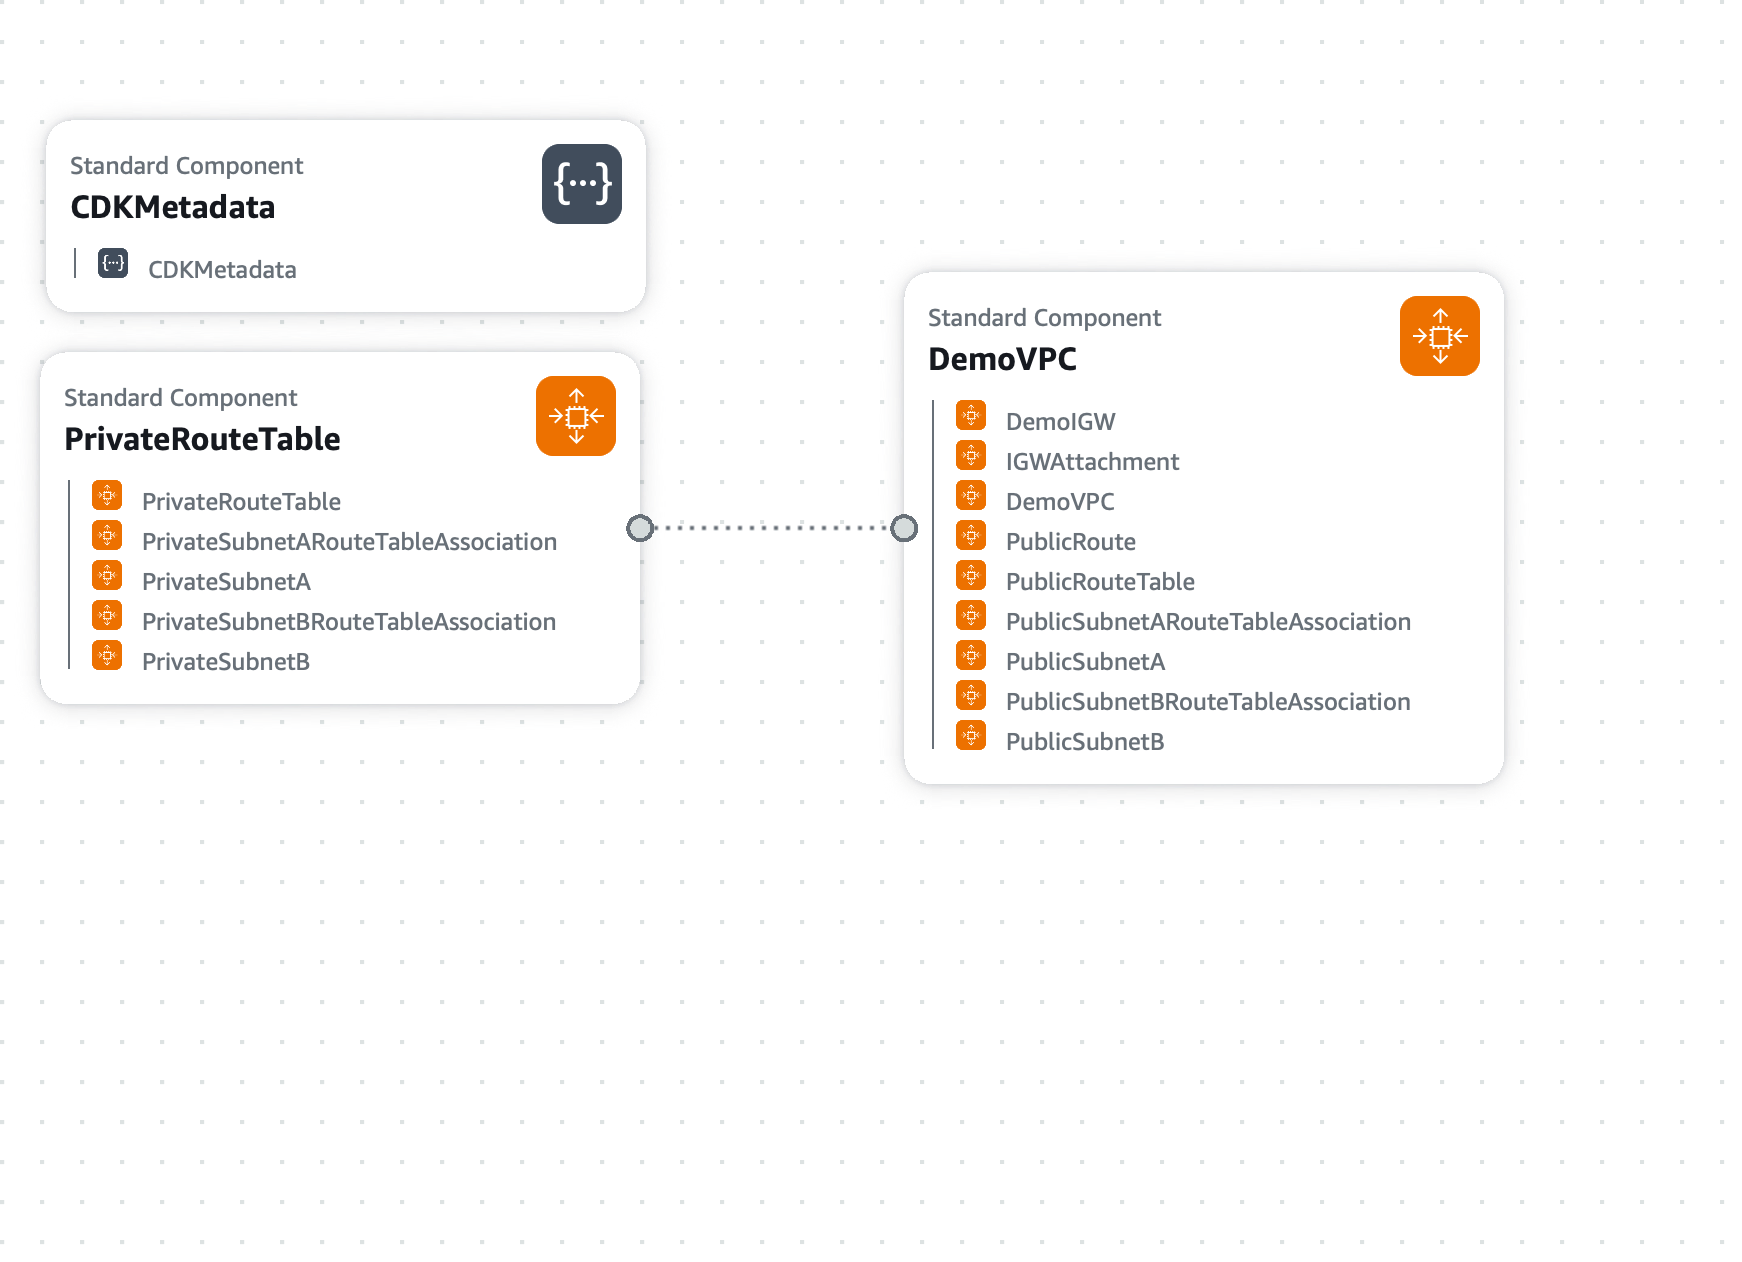 Standard Component
CDKMetadata
{···}
{···}
CDKMetadata
Standard Component
PrivateRouteTable
PrivateRouteTable
PrivateSubnetARouteTableAssociation
PrivateSubnetA
PrivateSubnetBRouteTableAssociation
PrivateSubnetB
Standard Component
DemoVPC
DemoIGW
IGWAttachment
DemoVPC
PublicRoute
PublicRouteTable
PublicSubnetARouteTableAssociation
PublicSubnetA
PublicSubnetBRouteTableAssociation
PublicSubnetB